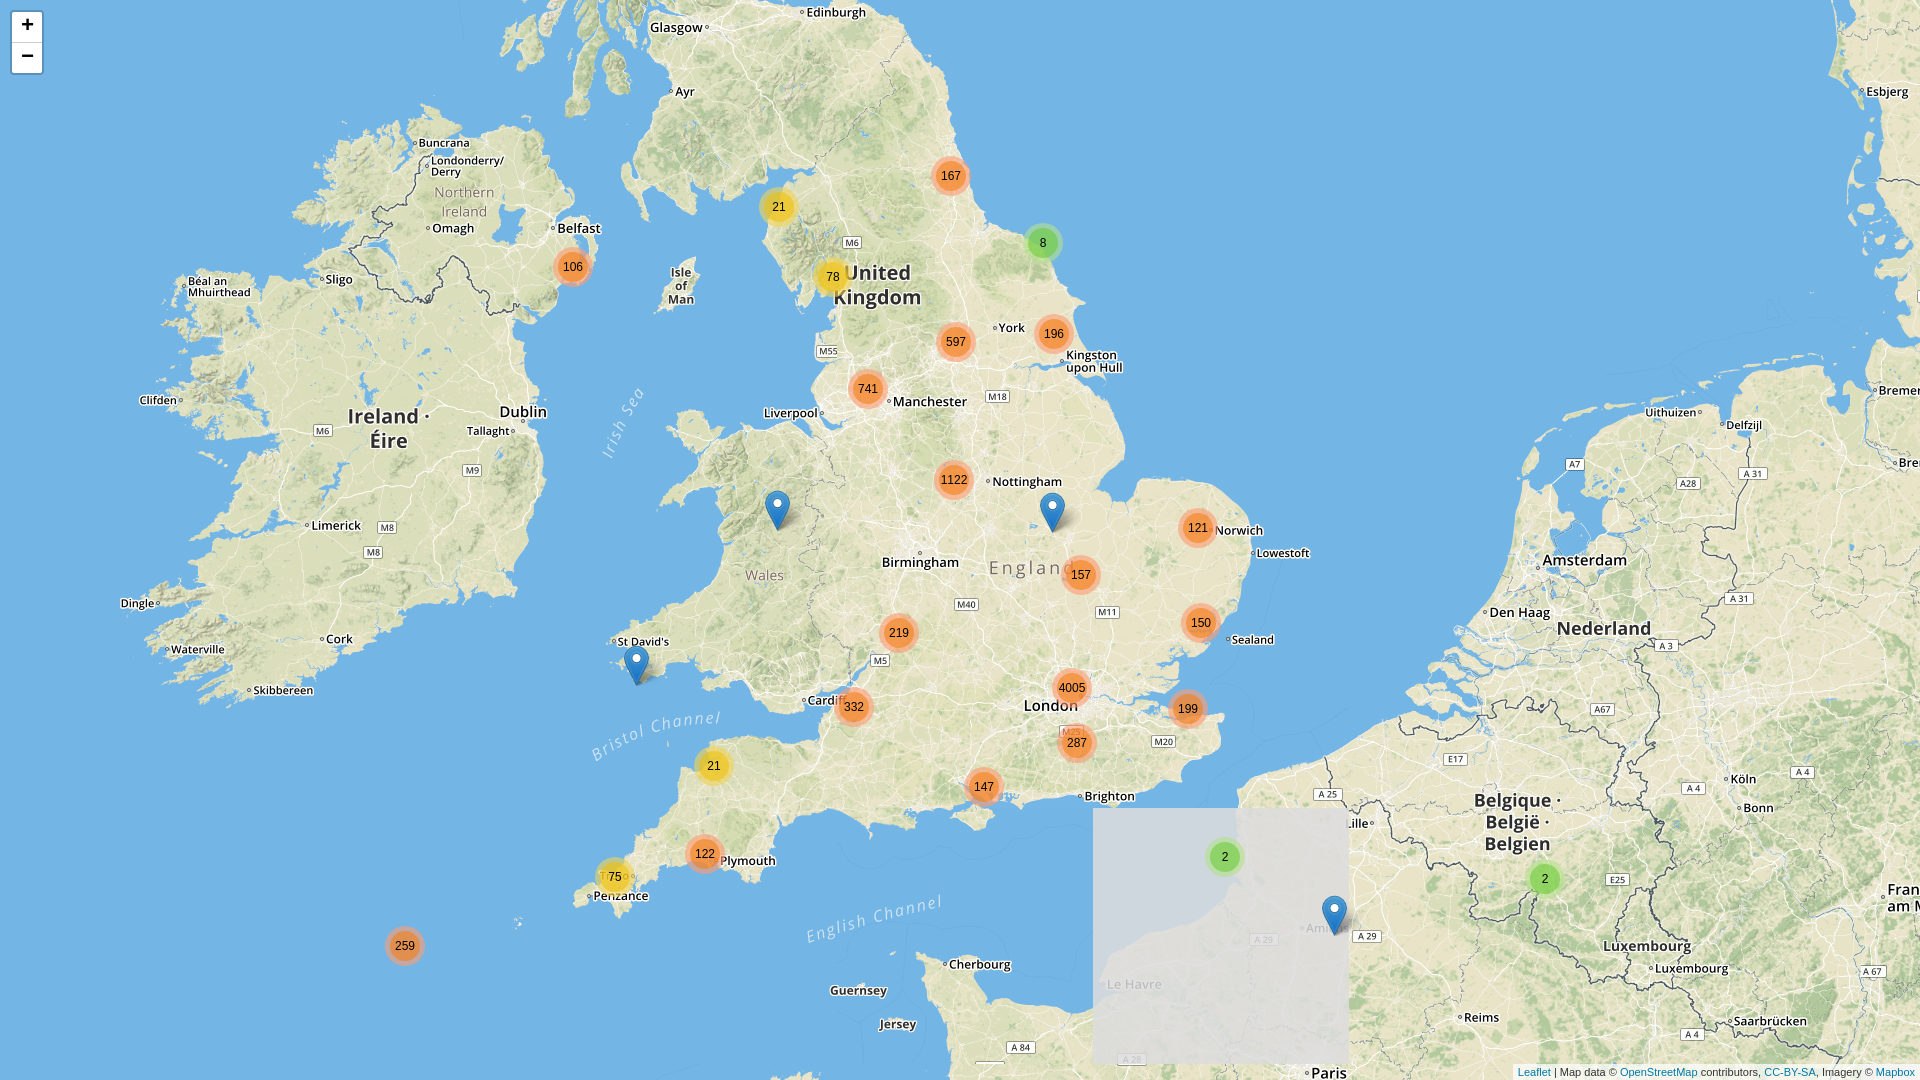 +
−
Edinburgh
Glasgow
Ayr
Esbjerg
Buncrana
Londonderry/
Derry
Northern
Ireland
Omagh
Belfast
106
167
21
8
M6
78
United
Kingdom
Isle
of
Man
Sligo
Béal an
Mhuirthead
York
196
597
M55
Kingston
upon Hull
741
Manchester
M18
Liverpool
Clifden
Ireland ·
Éire
Dublin
Tallaght
M6
M9
Irish Sea
Bremer
Uithuizen
Delfzijl
Bre
A7
A 31
A28
1122
Nottingham
Limerick
M8
M8
121
Norwich
Lowestoft
Birmingham
England
157
Wales
Amsterdam
A 31
Dingle
M40
M11
Den Haag
Nederland
Cork
Waterville
St David's
219
150
Sealand
A 3
M5
Skibbereen
4005
London
Cardiff
332
199
A67
Bristol Channel
M25
287
M20
E17
21
147
Brighton
A 25
Köln
A 4
A 4
Bonn
Belgique ·
België ·
Belgien
Lille
122
Plymouth
2
75
Penzance
2
E25
Fran
am M
English Channel
Amiens
A 29
A 29
259
Luxembourg
Luxembourg
A 67
Cherbourg
Le Havre
Guernsey
Jersey
Reims
Saarbrücken
A 4
A 84
A 28
Paris
Leaflet | Map data © OpenStreetMap contributors, CC-BY-SA, Imagery © Mapbox